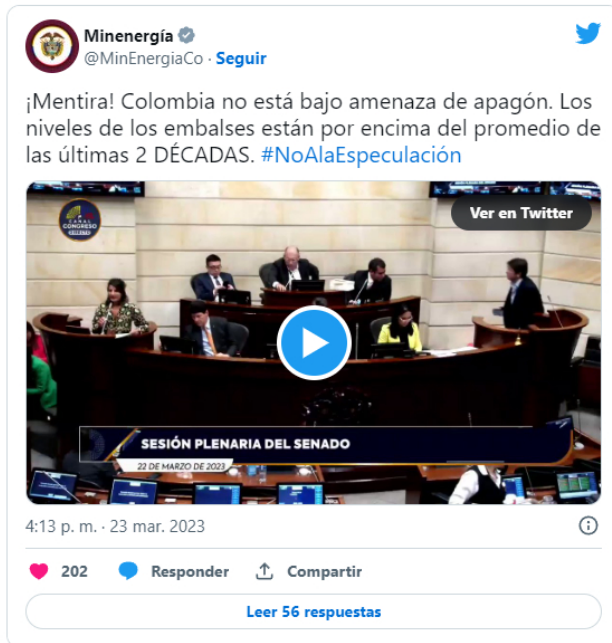 Minenergía
@MinEnergiaCo · Seguir
¡Mentira! Colombia no está bajo amenaza de apagón. Los
niveles de los embalses están por encima del promedio de
las últimas 2 DÉCADAS. #NoAlaEspeculación
Ver en Twitter
CANAL
CONGRESO
SESIÓN PLENARIA DEL SENADO
22 DE MARZO DE 2023
4:13 p. m. · 23 mar. 2023
202
Responder
Compartir
Leer 56 respuestas